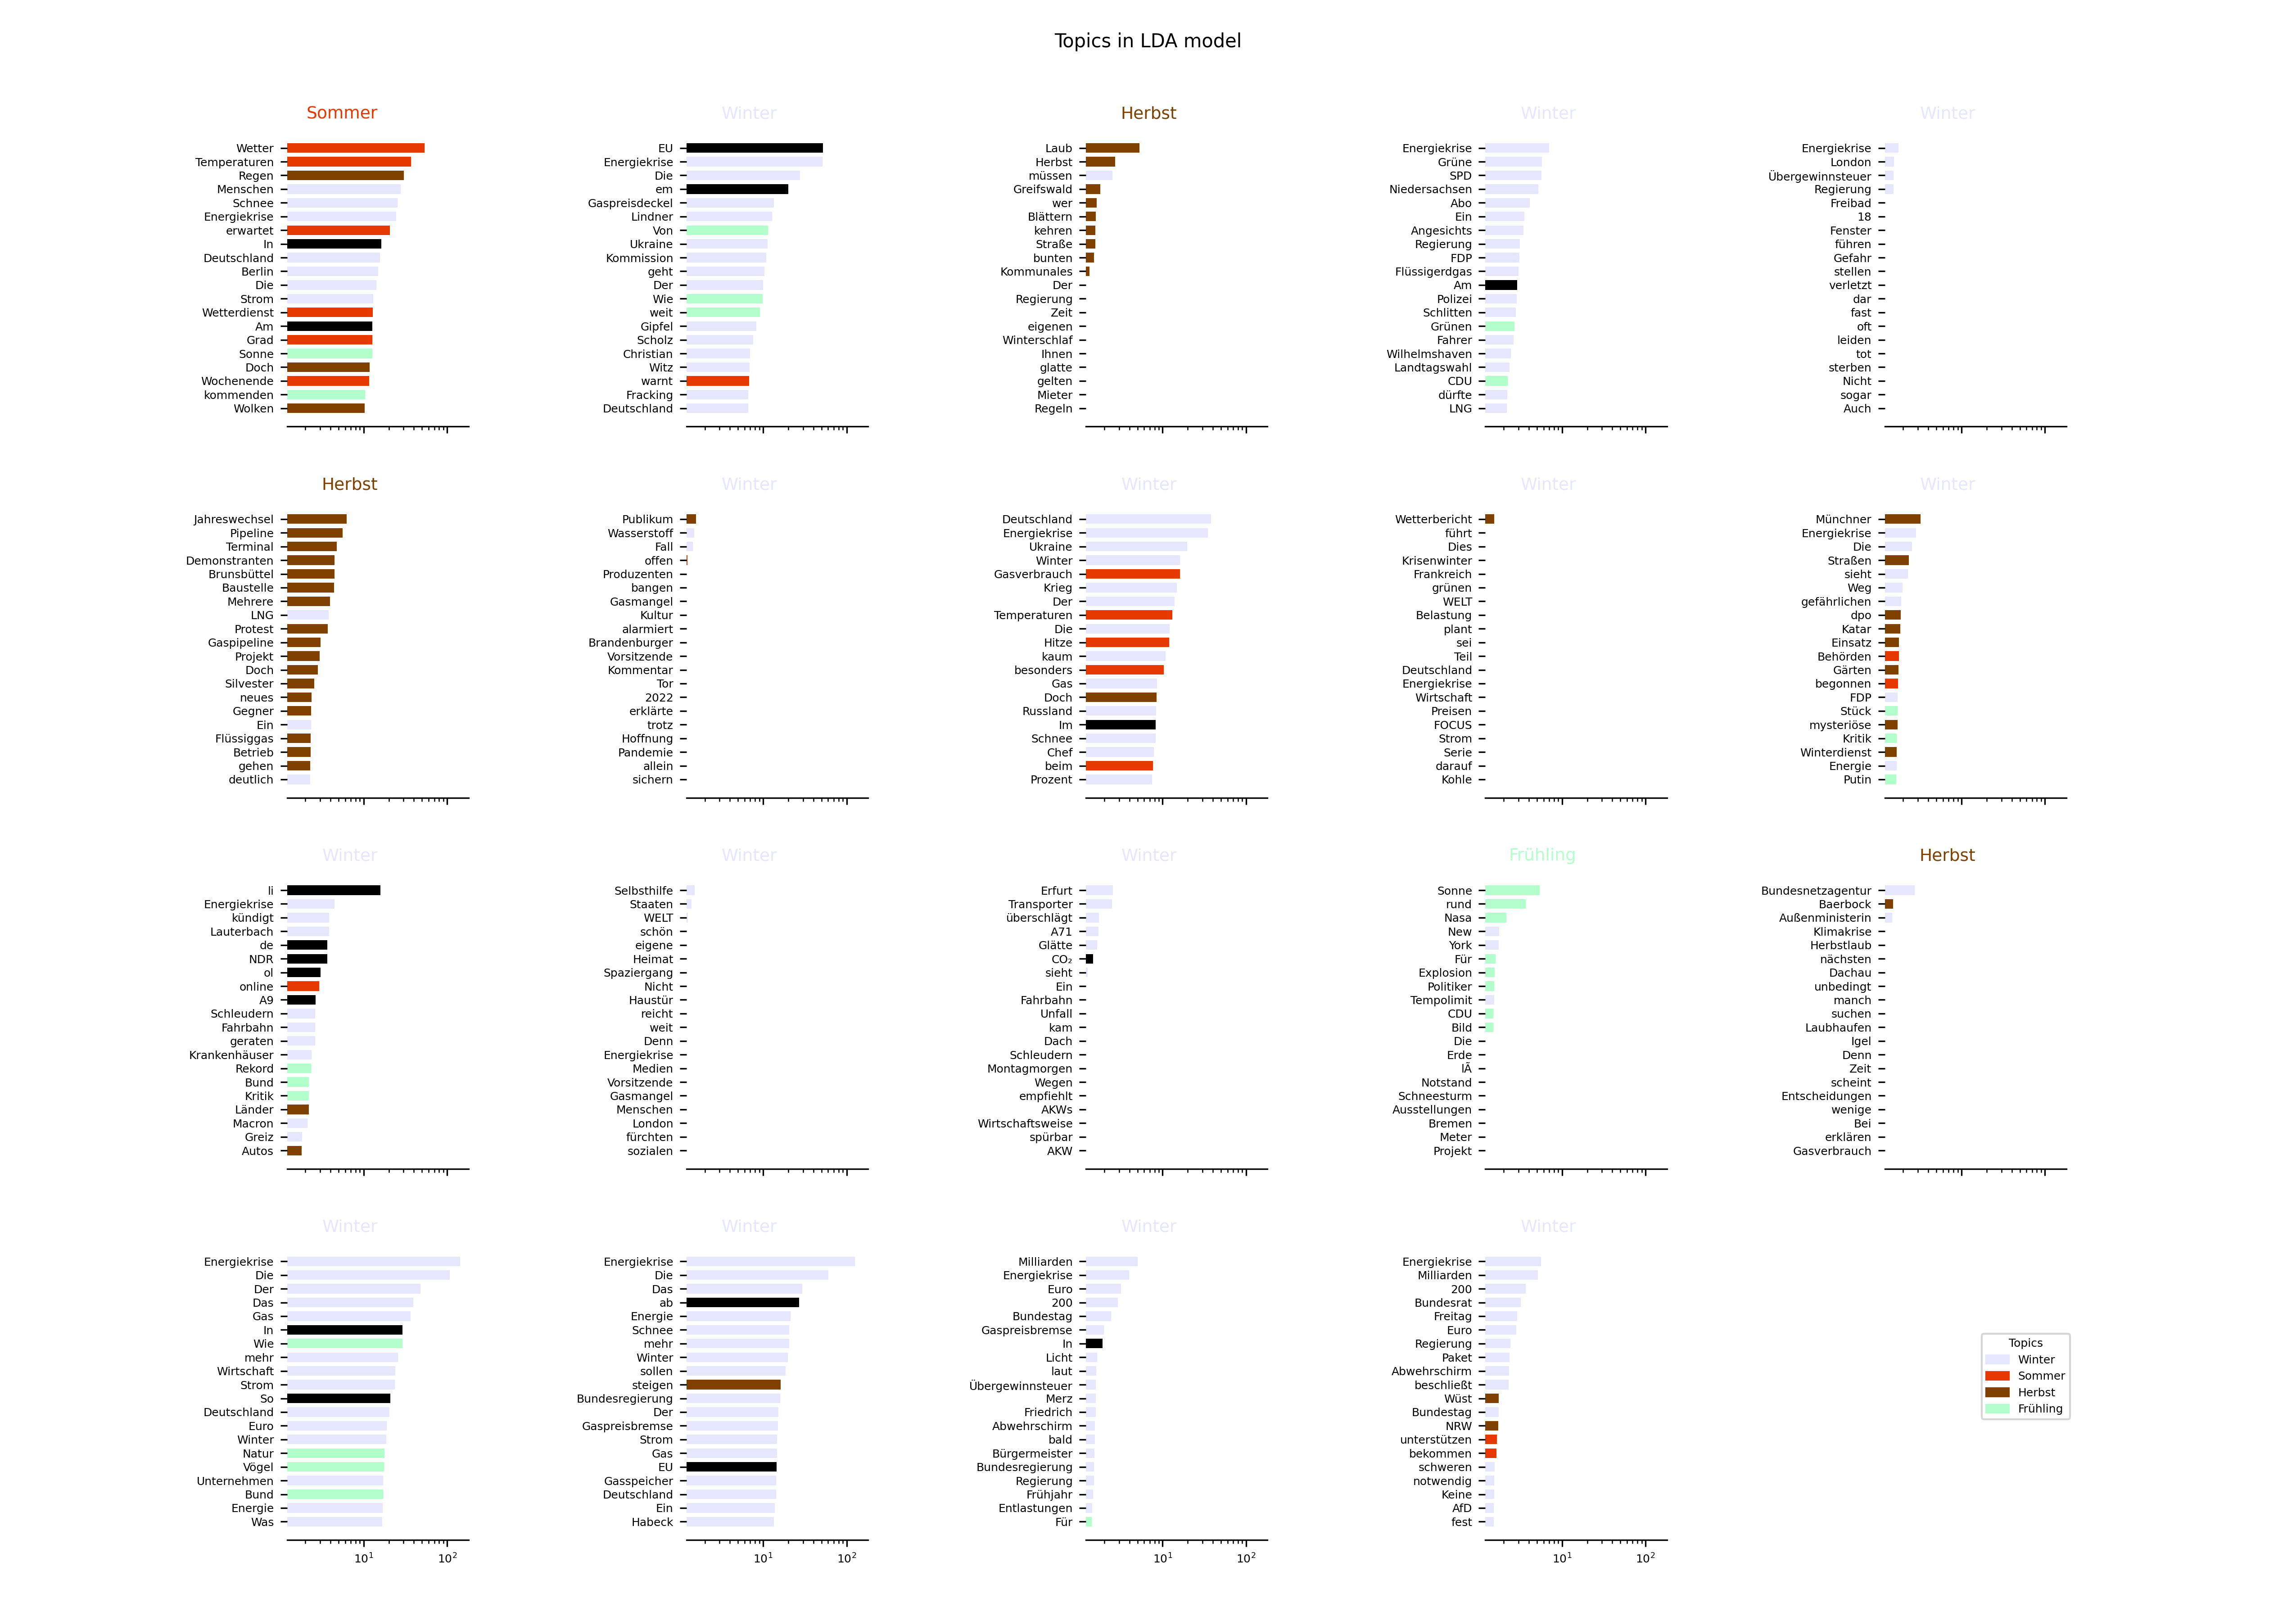 Topics in LDA model
Sommer
Wetter
Temperaturen
Regen
Menschen
Schnee
Energiekrise
erwartet
In
Deutschland
Berlin
Die
Strom
Wetterdienst
Am
Grad
Sonne
Doch
Wochenende
kommenden
Wolken
Winter
EU
Energiekrise
Die
em
Gaspreisdeckel
Lindner
Von
Ukraine
Kommission
geht
Der
Wie
weit
Gipfel
Scholz
Christian
Witz
warnt
Fracking
Deutschland
Herbst
Laub
Herbst
müssen
Greifswald
wer
Blättern
kehren
Straße
bunten
Kommunales
Der
Regierung
Zeit
eigenen
Winterschlaf
Ihnen
glatte
gelten
Mieter
Regeln
Winter
Energiekrise
Grüne
SPD
Niedersachsen
Abo
Ein
Angesichts
Regierung
FDP
Flüssigerdgas
Am
Polizei
Schlitten
Grünen
Fahrer
Wilhelmshaven
Landtagswahl
CDU
dürfte
LNG
Winter
Energiekrise
London
Übergewinnsteuer
Regierung
Freibad
18
Fenster
führen
Gefahr
stellen
verletzt
dar
fast
oft
leiden
tot
sterben
Nicht
sogar
Auch
Herbst
Jahreswechsel
Pipeline
Terminal
Demonstranten
Brunsbüttel
Baustelle
Mehrere
LNG
Protest
Gaspipeline
Projekt
Doch
Silvester
neues
Gegner
Ein
Flüssiggas
Betrieb
gehen
deutlich
Winter
Publikum
Wasserstoff
Fall
offen
Produzenten
bangen
Gasmangel
Kultur
alarmiert
Brandenburger
Vorsitzende
Kommentar
Tor
2022
erklärte
trotz
Hoffnung
Pandemie
allein
sichern
Winter
Deutschland
Energiekrise
Ukraine
Winter
Gasverbrauch
Krieg
Der
Temperaturen
Die
Hitze
kaum
besonders
Gas
Doch
Russland
Im
Schnee
Chef
beim
Prozent
Winter
Wetterbericht
führt
Dies
Krisenwinter
Frankreich
grünen
WELT
Belastung
plant
sei
Teil
Deutschland
Energiekrise
Wirtschaft
Preisen
FOCUS
Strom
Serie
darauf
Kohle
Winter
Münchner
Energiekrise
Die
Straßen
sieht
Weg
gefährlichen
dpo
Katar
Einsatz
Behörden
Gärten
begonnen
FDP
Stück
mysteriöse
Kritik
Winterdienst
Energie
Putin
Winter
li
Energiekrise
kündigt
Lauterbach
de
NDR
ol
online
A9
Schleudern
Fahrbahn
geraten
Krankenhäuser
Rekord
Bund
Kritik
Länder
Macron
Greiz
Autos
Winter
Selbsthilfe
Staaten
WELT
schön
eigene
Heimat
Spaziergang
Nicht
Haustür
reicht
weit
Denn
Energiekrise
Medien
Vorsitzende
Gasmangel
Menschen
London
fürchten
sozialen
Winter
Erfurt
Transporter
überschlägt
A71
Glätte
CO₂
sieht
Ein
Fahrbahn
Unfall
kam
Dach
Schleudern
Montagmorgen
Wegen
empfiehlt
AKWs
Wirtschaftsweise
spürbar
AKW
Frühling
Sonne
rund
Nasa
New
York
Für
Explosion
Politiker
Tempolimit
CDU
Bild
Die
Erde
lÃ
Notstand
Schneesturm
Ausstellungen
Bremen
Meter
Projekt
Herbst
Bundesnetzagentur
Baerbock
Außenministerin
Klimakrise
Herbstlaub
nächsten
Dachau
unbedingt
manch
suchen
Laubhaufen
Igel
Denn
Zeit
scheint
Entscheidungen
wenige
Bei
erklären
Gasverbrauch
Winter
Energiekrise
Die
Der
Das
Gas
In
Wie
mehr
Wirtschaft
Strom
So
Deutschland
Euro
Winter
Natur
Vögel
Unternehmen
Bund
Energie
Was
10¹ 10²
Winter
Energiekrise
Die
Das
ab
Energie
Schnee
mehr
Winter
sollen
steigen
Bundesregierung
Der
Gaspreisbremse
Strom
Gas
EU
Gasspeicher
Deutschland
Ein
Habeck
10¹ 10²
Winter
Milliarden
Energiekrise
Euro
200
Bundestag
Gaspreisbremse
In
Licht
laut
Übergewinnsteuer
Merz
Friedrich
Abwehrschirm
bald
Bürgermeister
Bundesregierung
Regierung
Frühjahr
Entlastungen
Für
10¹ 10²
Winter
Energiekrise
Milliarden
200
Bundesrat
Freitag
Euro
Regierung
Paket
Abwehrschirm
beschließt
Wüst
Bundestag
NRW
unterstützen
bekommen
schweren
notwendig
Keine
AfD
fest
10¹ 10²
Topics
Winter
Sommer
Herbst
Frühling